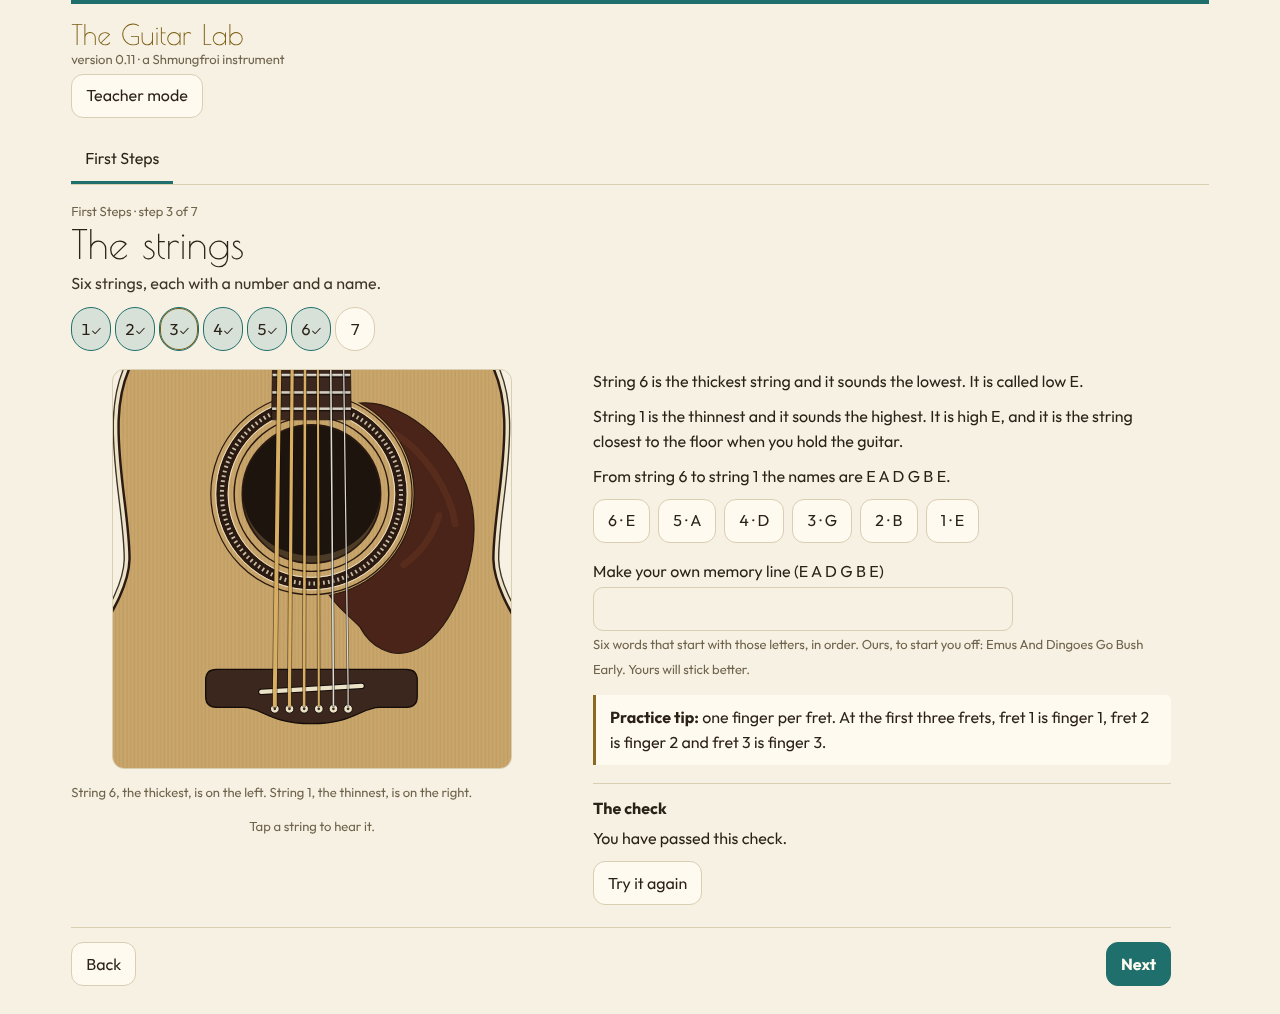 The Guitar Lab
version 0.11 · a Shmungfroi instrument
Teacher mode
First Steps
First Steps · step 3 of 7
The strings
Six strings, each with a number and a name.
1✓ 2✓ 3✓ 4✓ 5✓ 6✓ 7
String 6, the thickest, is on the left. String 1, the thinnest, is on the right.
Tap a string to hear it.
String 6 is the thickest string and it sounds the lowest. It is called low E.
String 1 is the thinnest and it sounds the highest. It is high E, and it is the string
closest to the floor when you hold the guitar.
From string 6 to string 1 the names are E A D G B E.
6 · E 5 · A 4 · D 3 · G 2 · B 1 · E
Make your own memory line (E A D G B E)
Six words that start with those letters, in order. Ours, to start you off: Emus And Dingoes Go Bush
Early. Yours will stick better.
Practice tip: one finger per fret. At the first three frets, fret 1 is finger 1, fret 2
is finger 2 and fret 3 is finger 3.
The check
You have passed this check.
Try it again
Back
Next